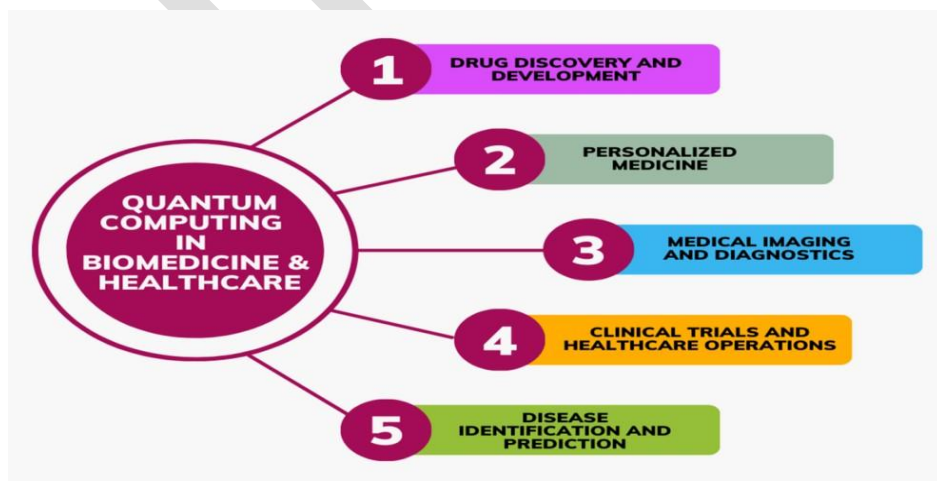 QUANTUM
COMPUTING
IN
BIOMEDICINE &
HEALTHCARE
1
DRUG DISCOVERY AND
DEVELOPMENT
2
PERSONALIZED
MEDICINE
3
MEDICAL IMAGING
AND DIAGNOSTICS
4
CLINICAL TRIALS AND
HEALTHCARE OPERATIONS
5
DISEASE
IDENTIFICATION AND
PREDICTION